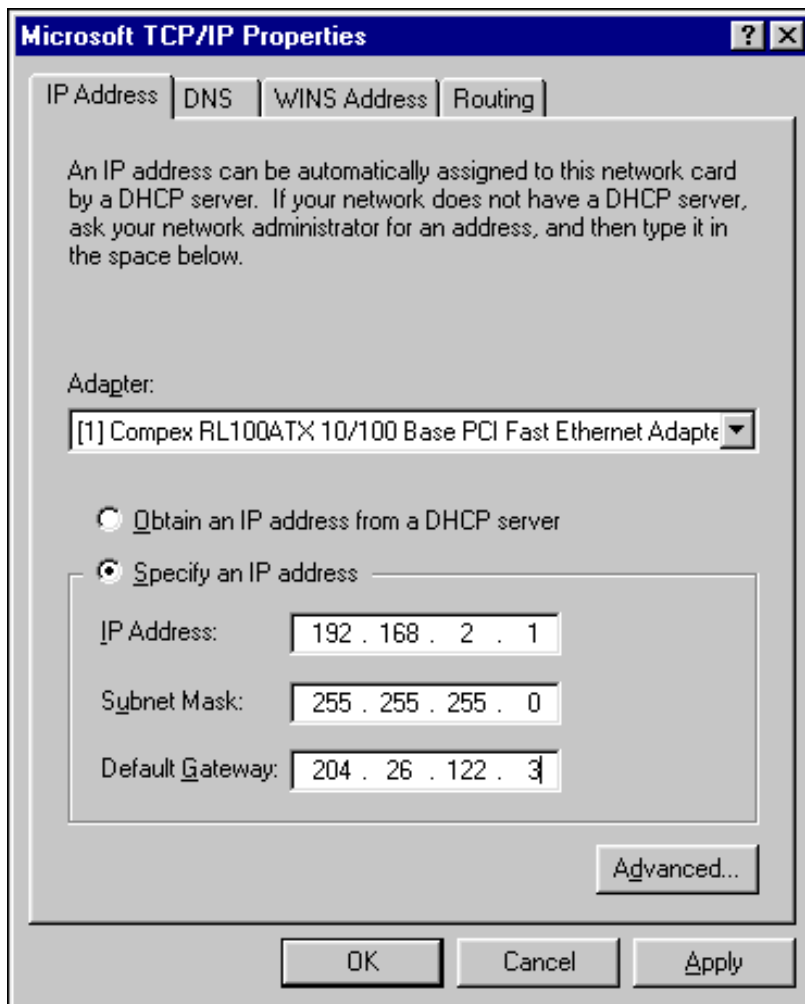 Microsoft TCP/IP Properties
IP Address DNS WINS Address Routing
An IP address can be automatically assigned to this network card
by a DHCP server. If your network does not have a DHCP server,
ask your network administrator for an address, and then type it in
the space below.
Adapter:
[1] Compex RL100ATX 10/100 Base PCI Fast Ethernet Adapte
Obtain an IP address from a DHCP server
Specify an IP address
IP Address: 192 . 168 . 2 . 1
Subnet Mask: 255 . 255 . 255 . 0
Default Gateway: 204 . 26 . 122 . 3
Advanced...
OK Cancel Apply